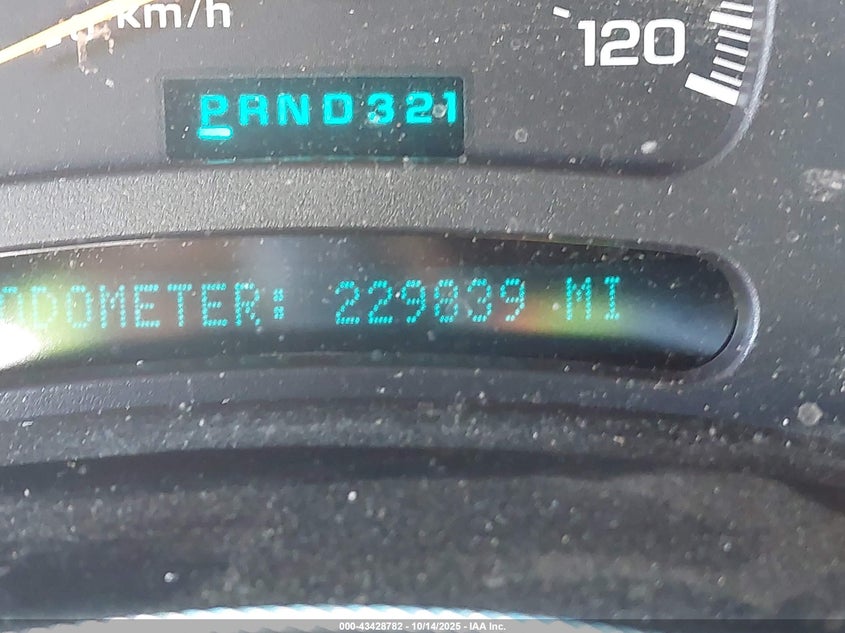 km/h
120
PRND321
ODOMETER: 229839 MI
000-43428782 - 10/14/2025 - IAA Inc.